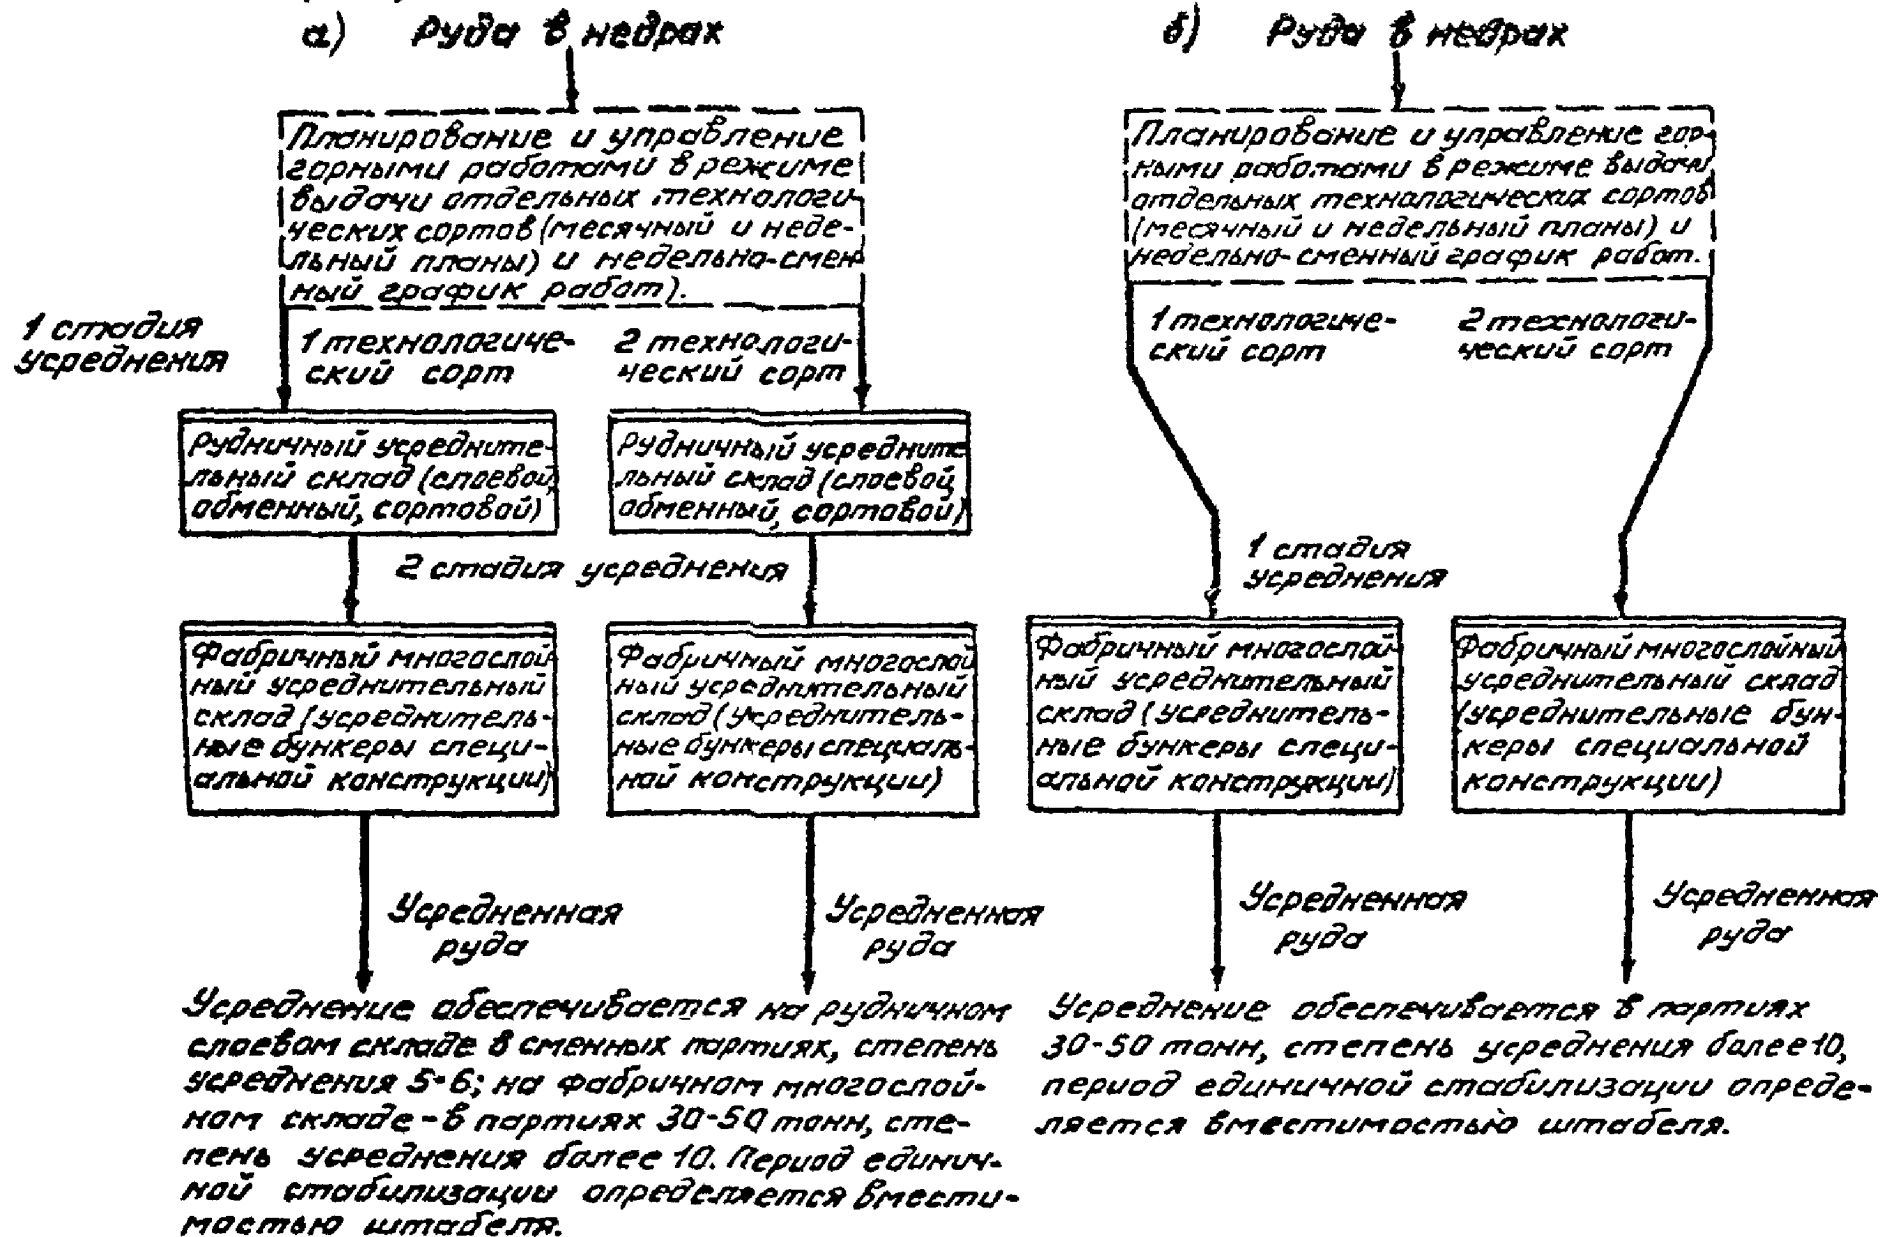 а) Руда в недрах
Планирование и управление
горными работами в режиме
выдачи отдельных технологи-
ческих сортов (месячный и неде-
льный планы) и недельно-смен-
ный график работ).
1 стадия
усреднения
1 технологиче-
ский сорт
2 технологи-
ческий сорт
Рудничный усредните-
льный склад (слоевой,
обменный, сортовой)
Рудничный усредните-
льный склад (слоевой,
обменный, сортовой)
2 стадия усреднения
Фабричный многослой-
ный усреднительный
склад (усреднитель-
ные бункеры специ-
альной конструкции)
Фабричный многослой-
ный усреднительный
склад (усреднитель-
ные бункеры специаль-
ной конструкции)
Усредненная
руда
Усредненная
руда
Усреднение обеспечивается на рудничном
слоевом складе в сменных партиях, степень
усреднения 5-6; на фабричном многослой-
ном складе - в партиях 30-50 тонн, сте-
пень усреднения более 10. Период единич-
ной стабилизации определяется вмести-
мостью штабеля.
б) Руда в недрах
Планирование и управление гор-
ными работами в режиме выдачи
отдельных технологических сортов
(месячный и недельный планы) и
недельно-сменный график работ.
1 технологиче-
ский сорт
2 технологи-
ческий сорт
1 стадия
усреднения
Фабричный многослой-
ный усреднительный
склад (усреднитель-
ные бункеры специ-
альной конструкции)
Фабричный многослойный
усреднительный склад
(усреднительные бун-
керы специальной
конструкции)
Усредненная
руда
Усредненная
руда
Усреднение обеспечивается в партиях
30-50 тонн, степень усреднения более 10,
период единичной стабилизации опреде-
ляется вместимостью штабеля.